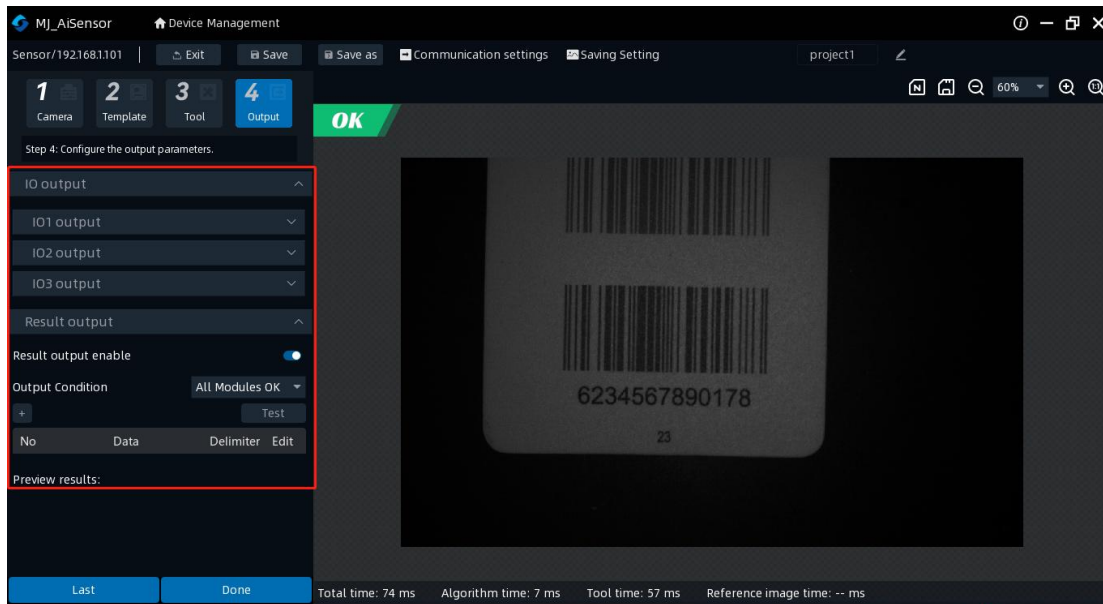 MJ_AiSensor Device Management
Sensor/192.168.1.101 Exit Save Save as Communication settings Saving Setting project1
1 2 3 4
Camera Template Tool Output
N 60% 1:1
Step 4: Configure the output parameters.
OK
IO output
IO1 output
IO2 output
IO3 output
Result output
Result output enable
Output Condition All Modules OK
+ Test
No Data Delimiter Edit
Preview results:
6234567890178
23
Last Done
Total time: 74 ms Algorithm time: 7 ms Tool time: 57 ms Reference image time: -- ms